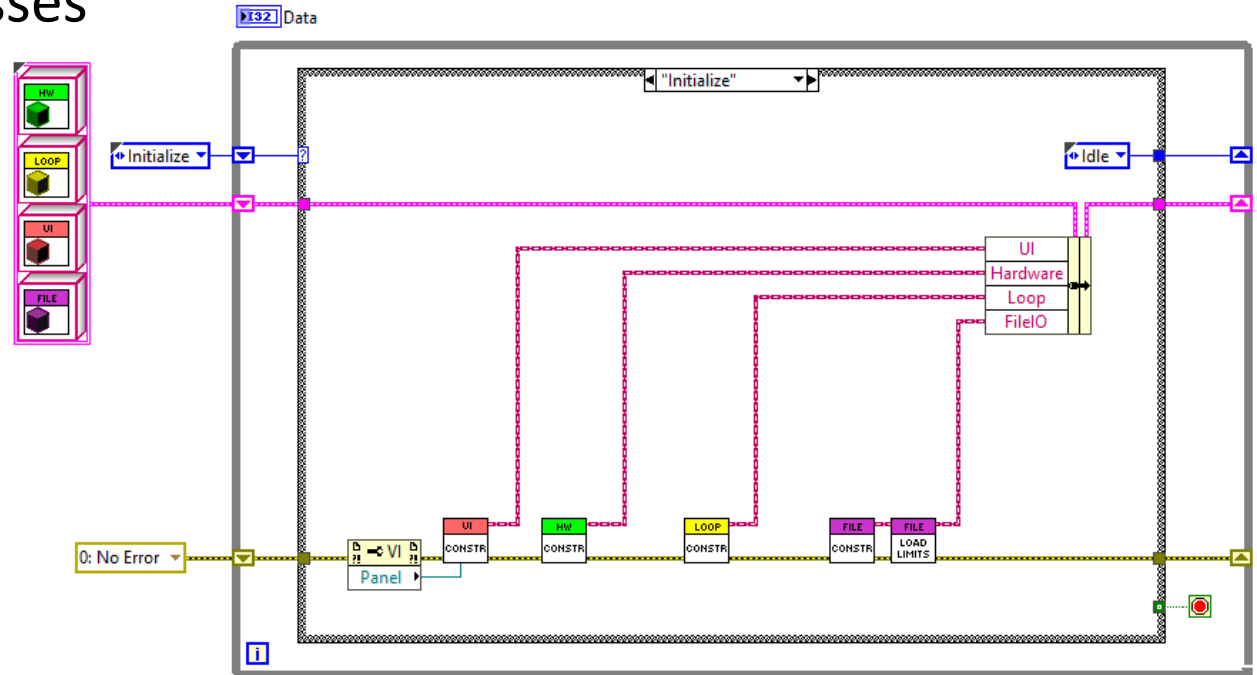 sses
I32 Data
"Initialize"
HW
LOOP
UI
FILE
Initialize
?
Idle
UI
Hardware
Loop
FileIO
UI
CONSTR
HW
CONSTR
LOOP
CONSTR
FILE
CONSTR
FILE
LOAD
LIMITS
0: No Error
?! VI ?!
Panel
i